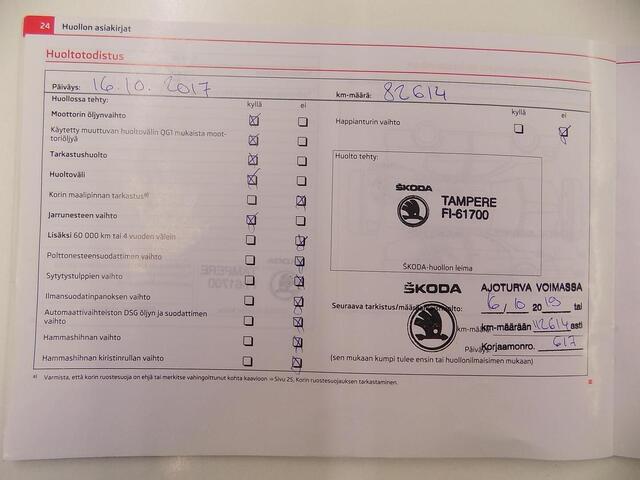 24 Huollon asiakirjat
Huoltotodistus
Päiväys: 16.10.2017 km-määrä: 82614
Huollossa tehty: kyllä ei
Moottorin öljynvaihto
Käytetty muuttuvan huoltovälin QG1 mukaista moot-
toriöljyä
Tarkastushuolto
Huoltoväli
Korin maalipinnan tarkastus a)
Jarrunesteen vaihto
Lisäksi 60 000 km tai 4 vuoden välein
Polttonesteensuodattimen vaihto
Sytytystulppien vaihto
Ilmansuodatinpanoksen vaihto
Automaattivaihteiston DSG öljyn ja suodattimen
vaihto
Hammashihnan vaihto
Hammashihnan kiristinrullan vaihto
kyllä ei
Happianturin vaihto
Huolto tehty:
ŠKODA
TAMPERE
FI-61700
ŠKODA-huollon leima
ŠKODA AJOTURVA VOIMASSA
Seuraava tarkistus/ 16, 10 2019 tai
km-määrään 112614 asti
Päiväys Korjaamonro. 617
(sen mukaan kumpi tulee ensin tai huollonilmaisimen mukaan)
a) Varmista, että korin ruostesuoja on ehjä tai merkitse vahingoittunut kohta kaavioon ⇒ Sivu 25, Korin ruostesuojauksen tarkastaminen.